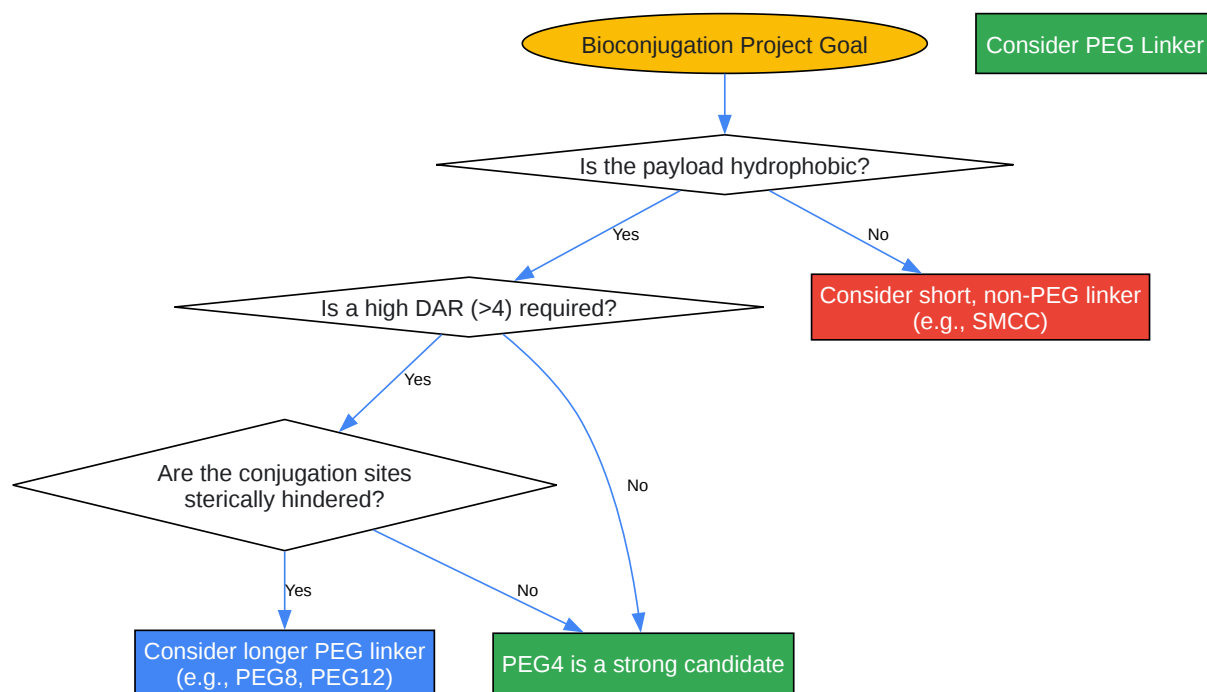 Bioconjugation Project Goal
Consider PEG Linker
Is the payload hydrophobic?
Yes
No
Is a high DAR (>4) required?
Consider short, non-PEG linker
(e.g., SMCC)
Yes
No
Are the conjugation sites
sterically hindered?
Yes
No
Consider longer PEG linker
(e.g., PEG8, PEG12)
PEG4 is a strong candidate